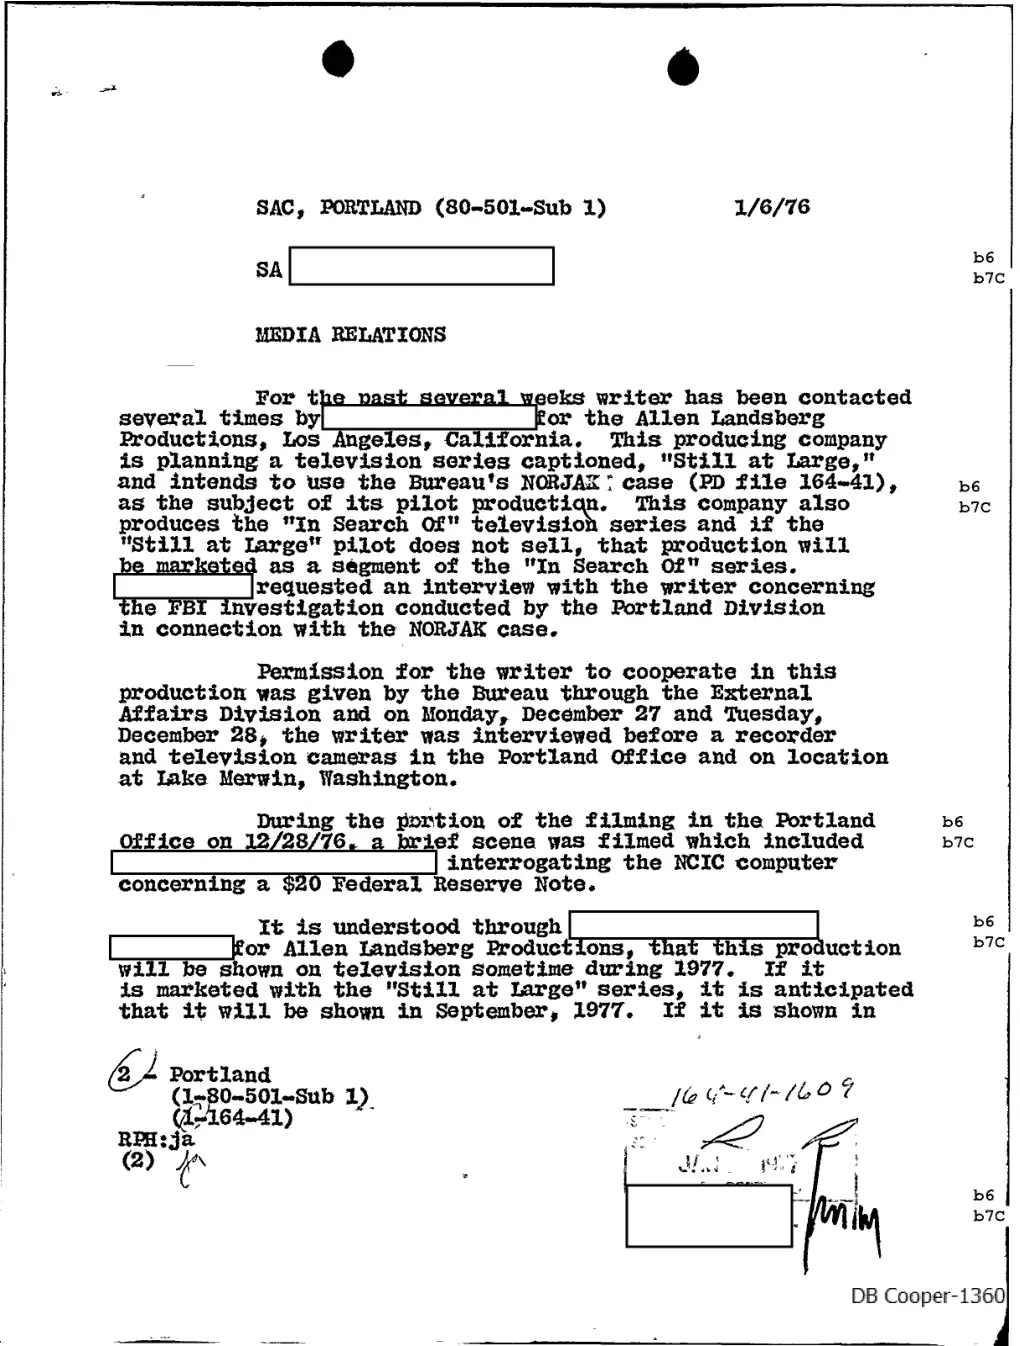 SAC, PORTLAND (80-501-Sub 1) 1/6/76
SA
b6
b7C
MEDIA RELATIONS
For the past several weeks writer has been contacted
several times by for the Allen Landsberg
Productions, Los Angeles, California. This producing company
is planning a television series captioned, "Still at Large,"
and intends to use the Bureau's NORJAK case (PD file 164-41),
b6
as the subject of its pilot production. This company also
b7C
produces the "In Search Of" television series and if the
"Still at Large" pilot does not sell, that production will
be marketed as a segment of the "In Search Of" series.
requested an interview with the writer concerning
the FBI investigation conducted by the Portland Division
in connection with the NORJAK case.
Permission for the writer to cooperate in this
production was given by the Bureau through the External
Affairs Division and on Monday, December 27 and Tuesday,
December 28, the writer was interviewed before a recorder
and television cameras in the Portland Office and on location
at Lake Merwin, Washington.
During the portion of the filming in the Portland
b6
Office on 12/28/76, a brief scene was filmed which included
b7C
interrogating the NCIC computer
concerning a $20 Federal Reserve Note.
It is understood through
b6
for Allen Landsberg Productions, that this production
b7C
will be shown on television sometime during 1977. If it
is marketed with the "Still at Large" series, it is anticipated
that it will be shown in September, 1977. If it is shown in
2 - Portland
(1-80-501-Sub 1)
(1-164-41)
RPH:ja
(2)
164-41-1609
b6
b7C
DB Cooper-1360